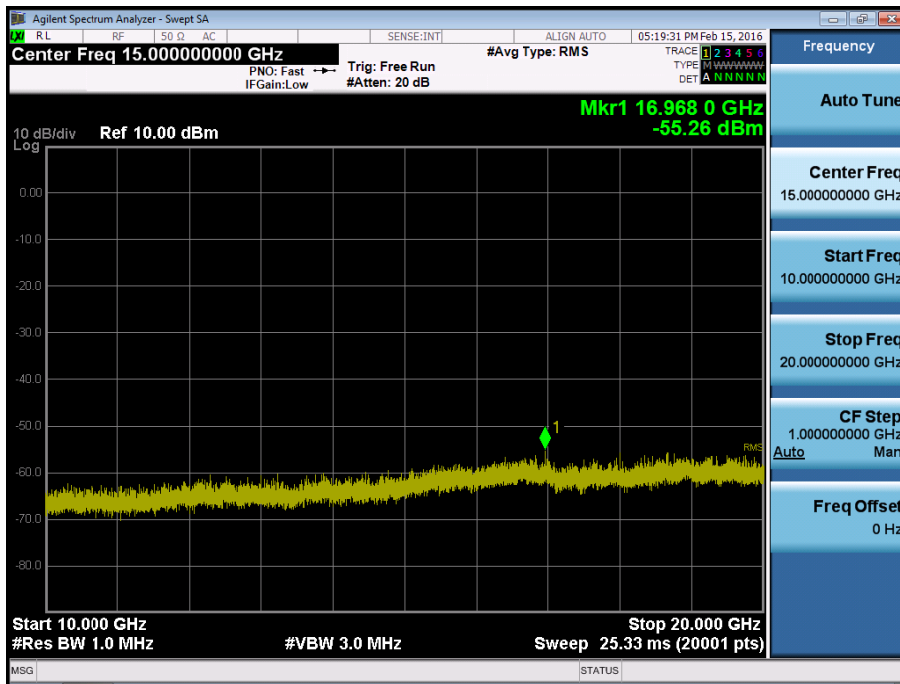 Agilent Spectrum Analyzer - Swept SA
LXI RL RF 50 Ω AC SENSE:INT ALIGN AUTO 05:19:31 PM Feb 15, 2016
Center Freq 15.000000000 GHz
PNO: Fast
IFGain:Low
Trig: Free Run
#Atten: 20 dB
#Avg Type: RMS
TRACE 1 2 3 4 5 6
TYPE M WWWWW
DET A N N N N N
Mkr1 16.968 0 GHz
-55.26 dBm
10 dB/div Ref 10.00 dBm
Log
0.00
-10.0
-20.0
-30.0
-40.0
-50.0
-60.0
-70.0
-80.0
1
RMS
Start 10.000 GHz Stop 20.000 GHz
#Res BW 1.0 MHz #VBW 3.0 MHz Sweep 25.33 ms (20001 pts)
MSG STATUS
Frequency
Auto Tune
Center Freq
15.000000000 GHz
Start Freq
10.000000000 GHz
Stop Freq
20.000000000 GHz
CF Step
1.000000000 GHz
Auto Man
Freq Offset
0 Hz